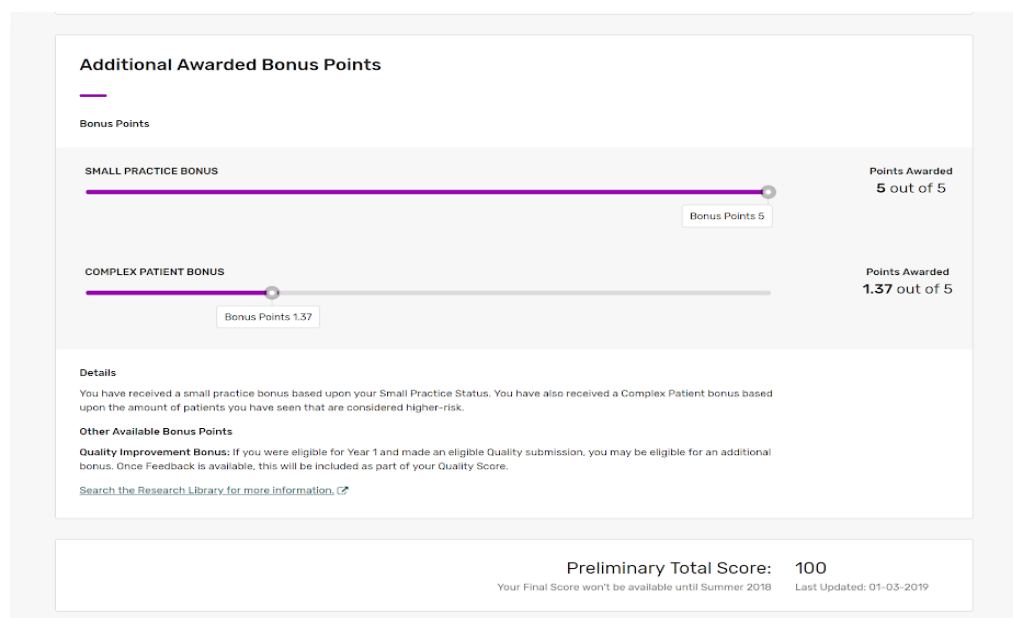 Additional Awarded Bonus Points
Bonus Points
SMALL PRACTICE BONUS
Points Awarded
5 out of 5
Bonus Points 5
COMPLEX PATIENT BONUS
Points Awarded
1.37 out of 5
Bonus Points 1.37
Details
You have received a small practice bonus based upon your Small Practice Status. You have also received a Complex Patient bonus based
upon the amount of patients you have seen that are considered higher-risk.
Other Available Bonus Points
Quality Improvement Bonus: If you were eligible for Year 1 and made an eligible Quality submission, you may be eligible for an additional
bonus. Once Feedback is available, this will be included as part of your Quality Score.
Search the Research Library for more information.
Preliminary Total Score: 100
Your Final Score won't be available until Summer 2018 Last Updated: 01-03-2019